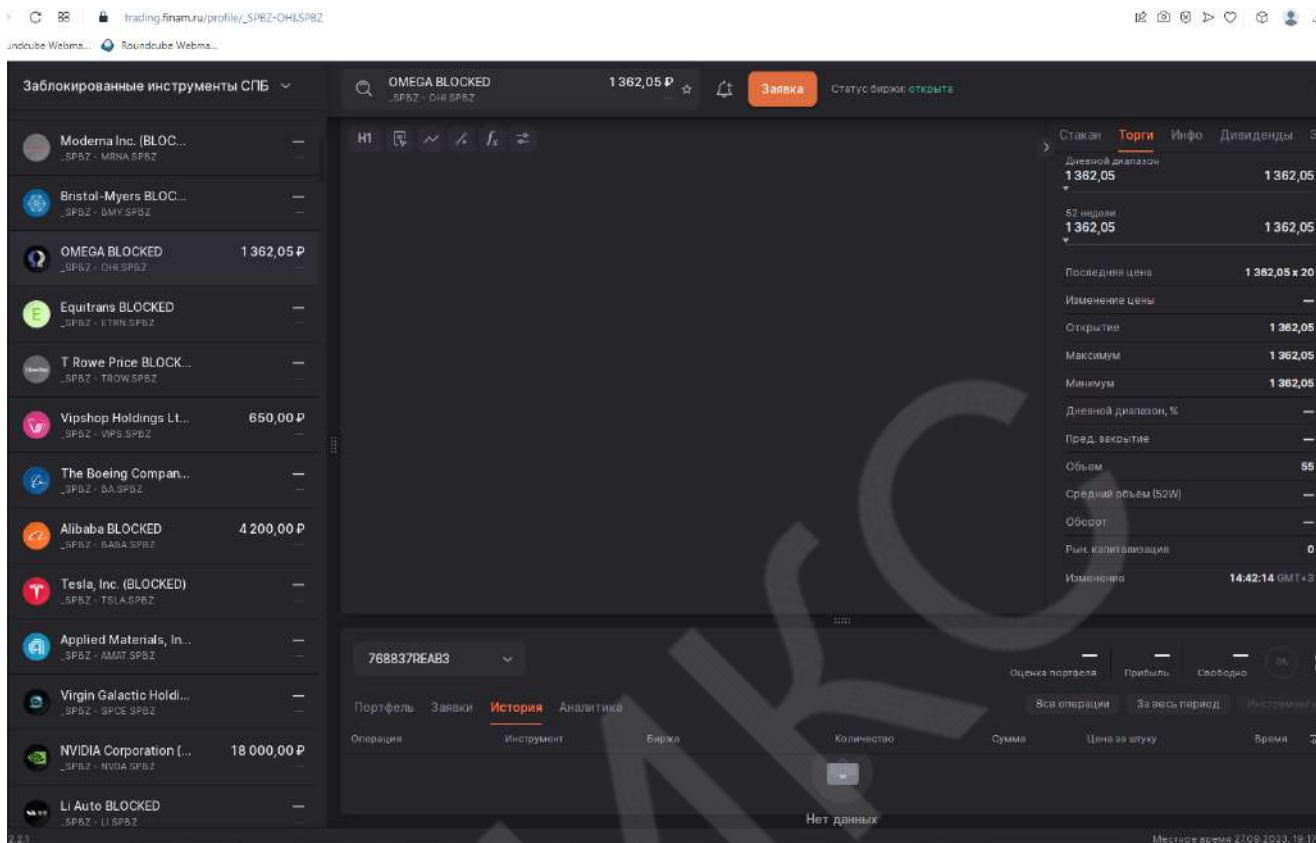 trading.finam.ru/profile/_SPBZ-OHI.SPBZ
undcube Webma... Roundcube Webma...
Заблокированные инструменты СПБ
OMEGA BLOCKED 1 362,05 ₽
_SPBZ - OHI.SPBZ
Заявка
Статус биржи: открыта
Moderna Inc. (BLOC... —
_SPBZ - MRNA.SPBZ —
Bristol-Myers BLOC... —
_SPBZ - BMY.SPBZ —
OMEGA BLOCKED 1 362,05 ₽
_SPBZ - OHI.SPBZ —
E
Equitrans BLOCKED —
_SPBZ - ETRN.SPBZ —
T Rowe Price BLOCK... —
_SPBZ - TROW.SPBZ —
Vipshop Holdings Lt... 650,00 ₽
_SPBZ - VIPS.SPBZ —
The Boeing Compan... —
_SPBZ - BA.SPBZ —
Alibaba BLOCKED 4 200,00 ₽
_SPBZ - BABA.SPBZ —
Tesla, Inc. (BLOCKED) —
_SPBZ - TSLA.SPBZ —
Applied Materials, In... —
_SPBZ - AMAT.SPBZ —
Virgin Galactic Holdi... —
_SPBZ - SPCE.SPBZ —
NVIDIA Corporation (... 18 000,00 ₽
_SPBZ - NVDA.SPBZ —
Li Auto BLOCKED —
_SPBZ - LI.SPBZ —
2.2.1
H1 fx
Стакан Торги Инфо Дивиденды
Дневной диапазон
1 362,05 1 362,05
52 недели
1 362,05 1 362,05
Последняя цена 1 362,05 x 20
Изменение цены —
Открытие 1 362,05
Максимум 1 362,05
Минимум 1 362,05
Дневной диапазон, % —
Пред. закрытие —
Объем 55
Средний объем (52W) —
Оборот —
Рын. капитализация 0
Изменение 14:42:14 GMT+3
768837REAB3
— — — 0%
Оценка портфеля Прибыль Свободно
Портфель Заявки История Аналитика
Все операции За весь период Инструменты
Операция Инструмент Биржа Количество Сумма Цена за штуку Время
Нет данных
Местное время 27.09.2023, 19:17
МКС